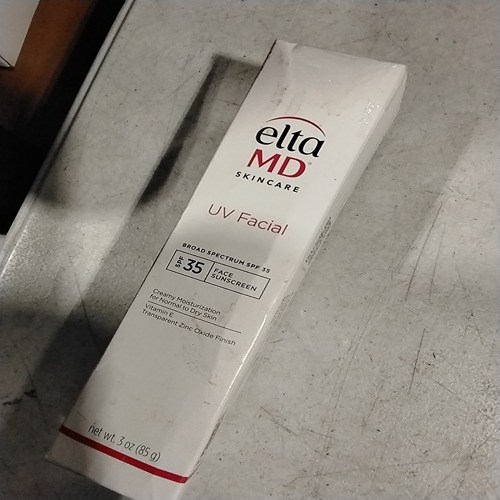 elta
MD
SKINCARE
UV Facial
BROAD SPECTRUM SPF 35
SPF 35 FACE
SUNSCREEN
Creamy Moisturization
for Normal to Dry Skin
Vitamin E
Transparent Zinc Oxide Finish
net wt. 3 oz (85 g)